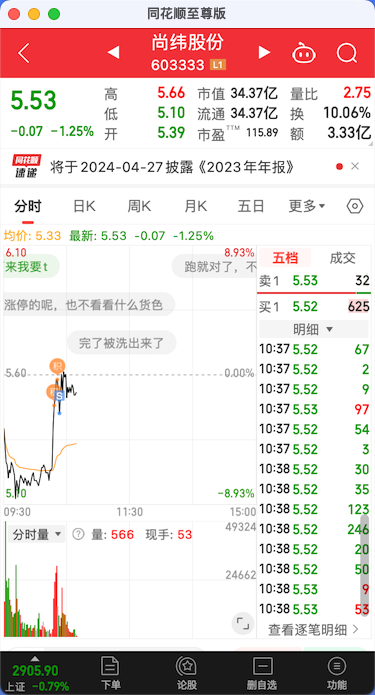 同花顺至尊版
尚纬股份
603333 L1
5.53
-0.07 -1.25%
高 5.66 市值 34.37亿 量比 2.75
低 5.10 流通 34.37亿 换 10.06%
开 5.39 市盈TTM 115.89 额 3.33亿
同花顺 速递 将于2024-04-27披露《2023年年报》
分时 日K 周K 月K 五日 更多
均价: 5.33 最新: 5.53 -0.07 -1.25%
6.10 8.93%
来我要t 跑就对了，不
涨停的呢，也不看看什么货色
完了被洗出来了
5.60 0.00%
S
5.10 -8.93%
09:30 11:30 15:00
分时量 量: 566 现手: 53
49324
24662
五档 成交
卖1 5.53 32
买1 5.52 625
明细
10:37 5.52 67
10:37 5.52 2
10:37 5.52 9
10:37 5.53 97
10:37 5.52 54
10:37 5.52 3
10:38 5.52 30
10:38 5.52 35
10:38 5.52 123
10:38 5.52 246
10:38 5.52 20
10:38 5.52 50
10:38 5.53 9
10:38 5.53 53
查看逐笔明细
2905.90
上证 -0.79%
下单 论股 删自选 功能